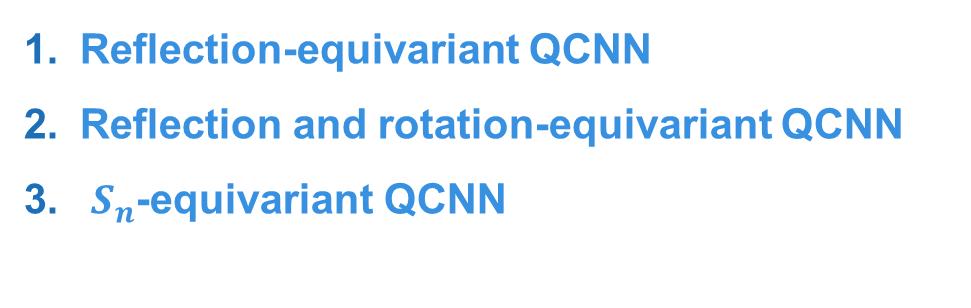 1. Reflection-equivariant QCNN
2. Reflection and rotation-equivariant QCNN
3. Sₙ-equivariant QCNN